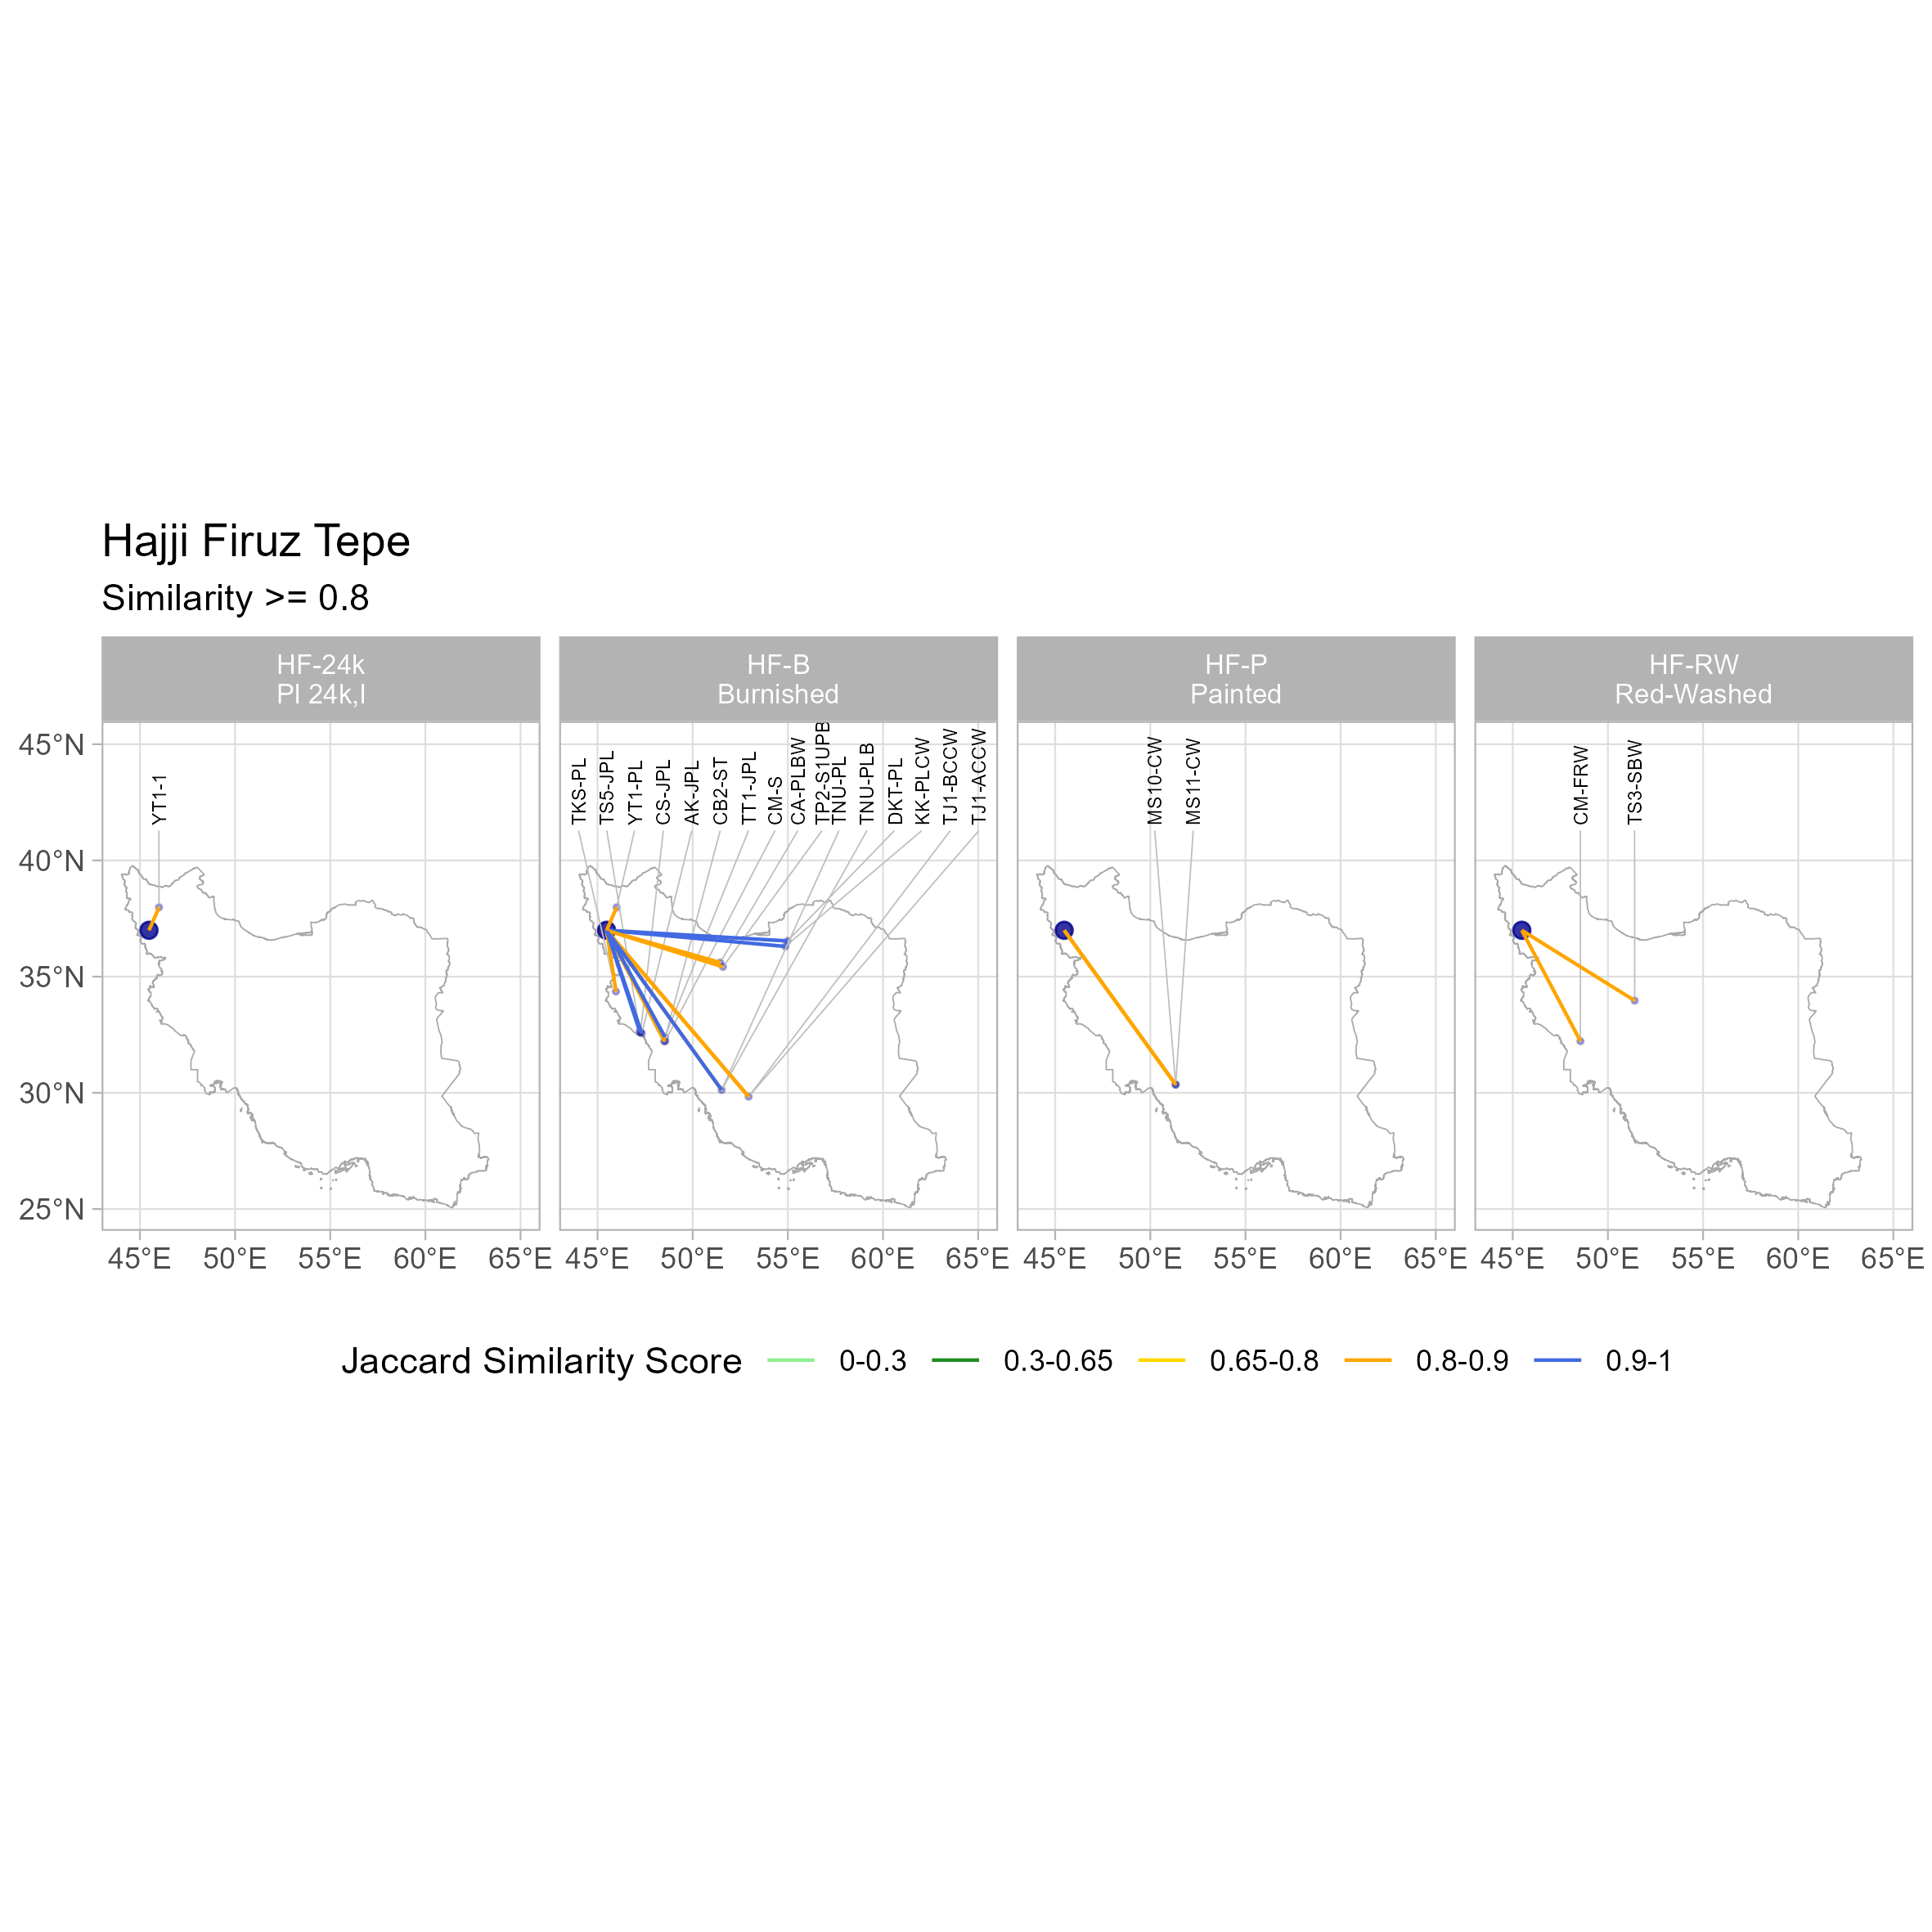 Hajji Firuz Tepe
Similarity >= 0.8
HF-24k
Pl 24k,l
HF-B
Burnished
HF-P
Painted
HF-RW
Red-Washed
45°N
40°N
35°N
30°N
25°N
YT1-1
TKS-PL
TS5-JPL
YT1-PL
CS-JPL
AK-JPL
CB2-ST
TT1-JPL
CM-S
CA-PLBW
TP2-S1UPB
TNU-PL
TNU-PLB
DKT-PL
KK-PLCW
TJ1-BCCW
TJ1-ACCW
MS10-CW
MS11-CW
CM-FRW
TS3-SBW
45°E 50°E 55°E 60°E 65°E
45°E 50°E 55°E 60°E 65°E
45°E 50°E 55°E 60°E 65°E
45°E 50°E 55°E 60°E 65°E
Jaccard Similarity Score 0-0.3 0.3-0.65 0.65-0.8 0.8-0.9 0.9-1